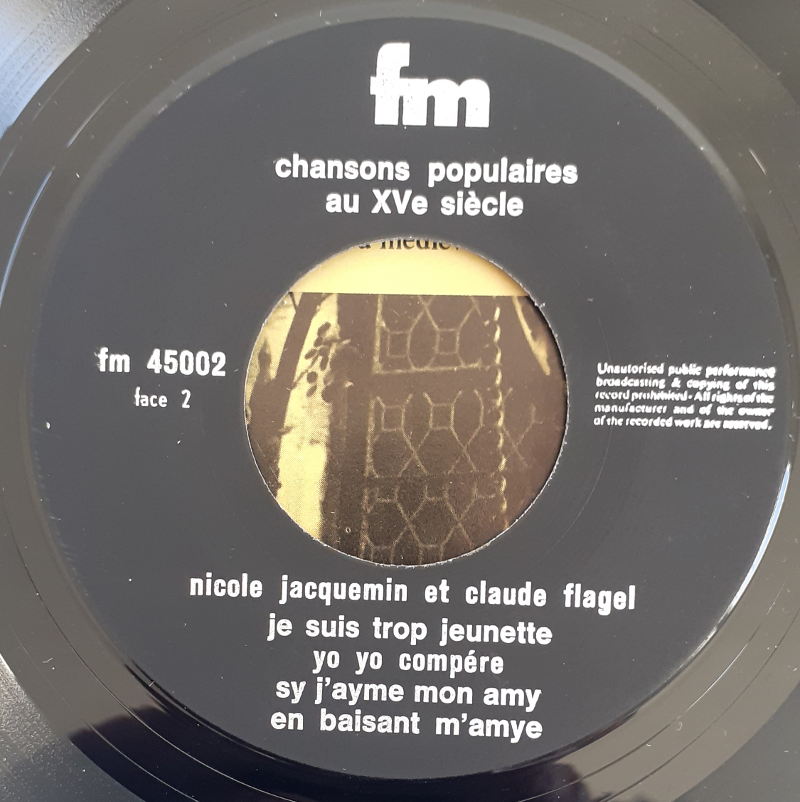 fm
chansons populaires
au XVe siècle
fm 45002
face 2
Unautorised public performance
broadcasting & copying of this
record prohibited - All rights of the
manufacturer and of the owner
of the recorded work are reserved.
nicole jacquemin et claude flagel
je suis trop jeunette
yo yo compére
sy j'ayme mon amy
en baisant m'amye